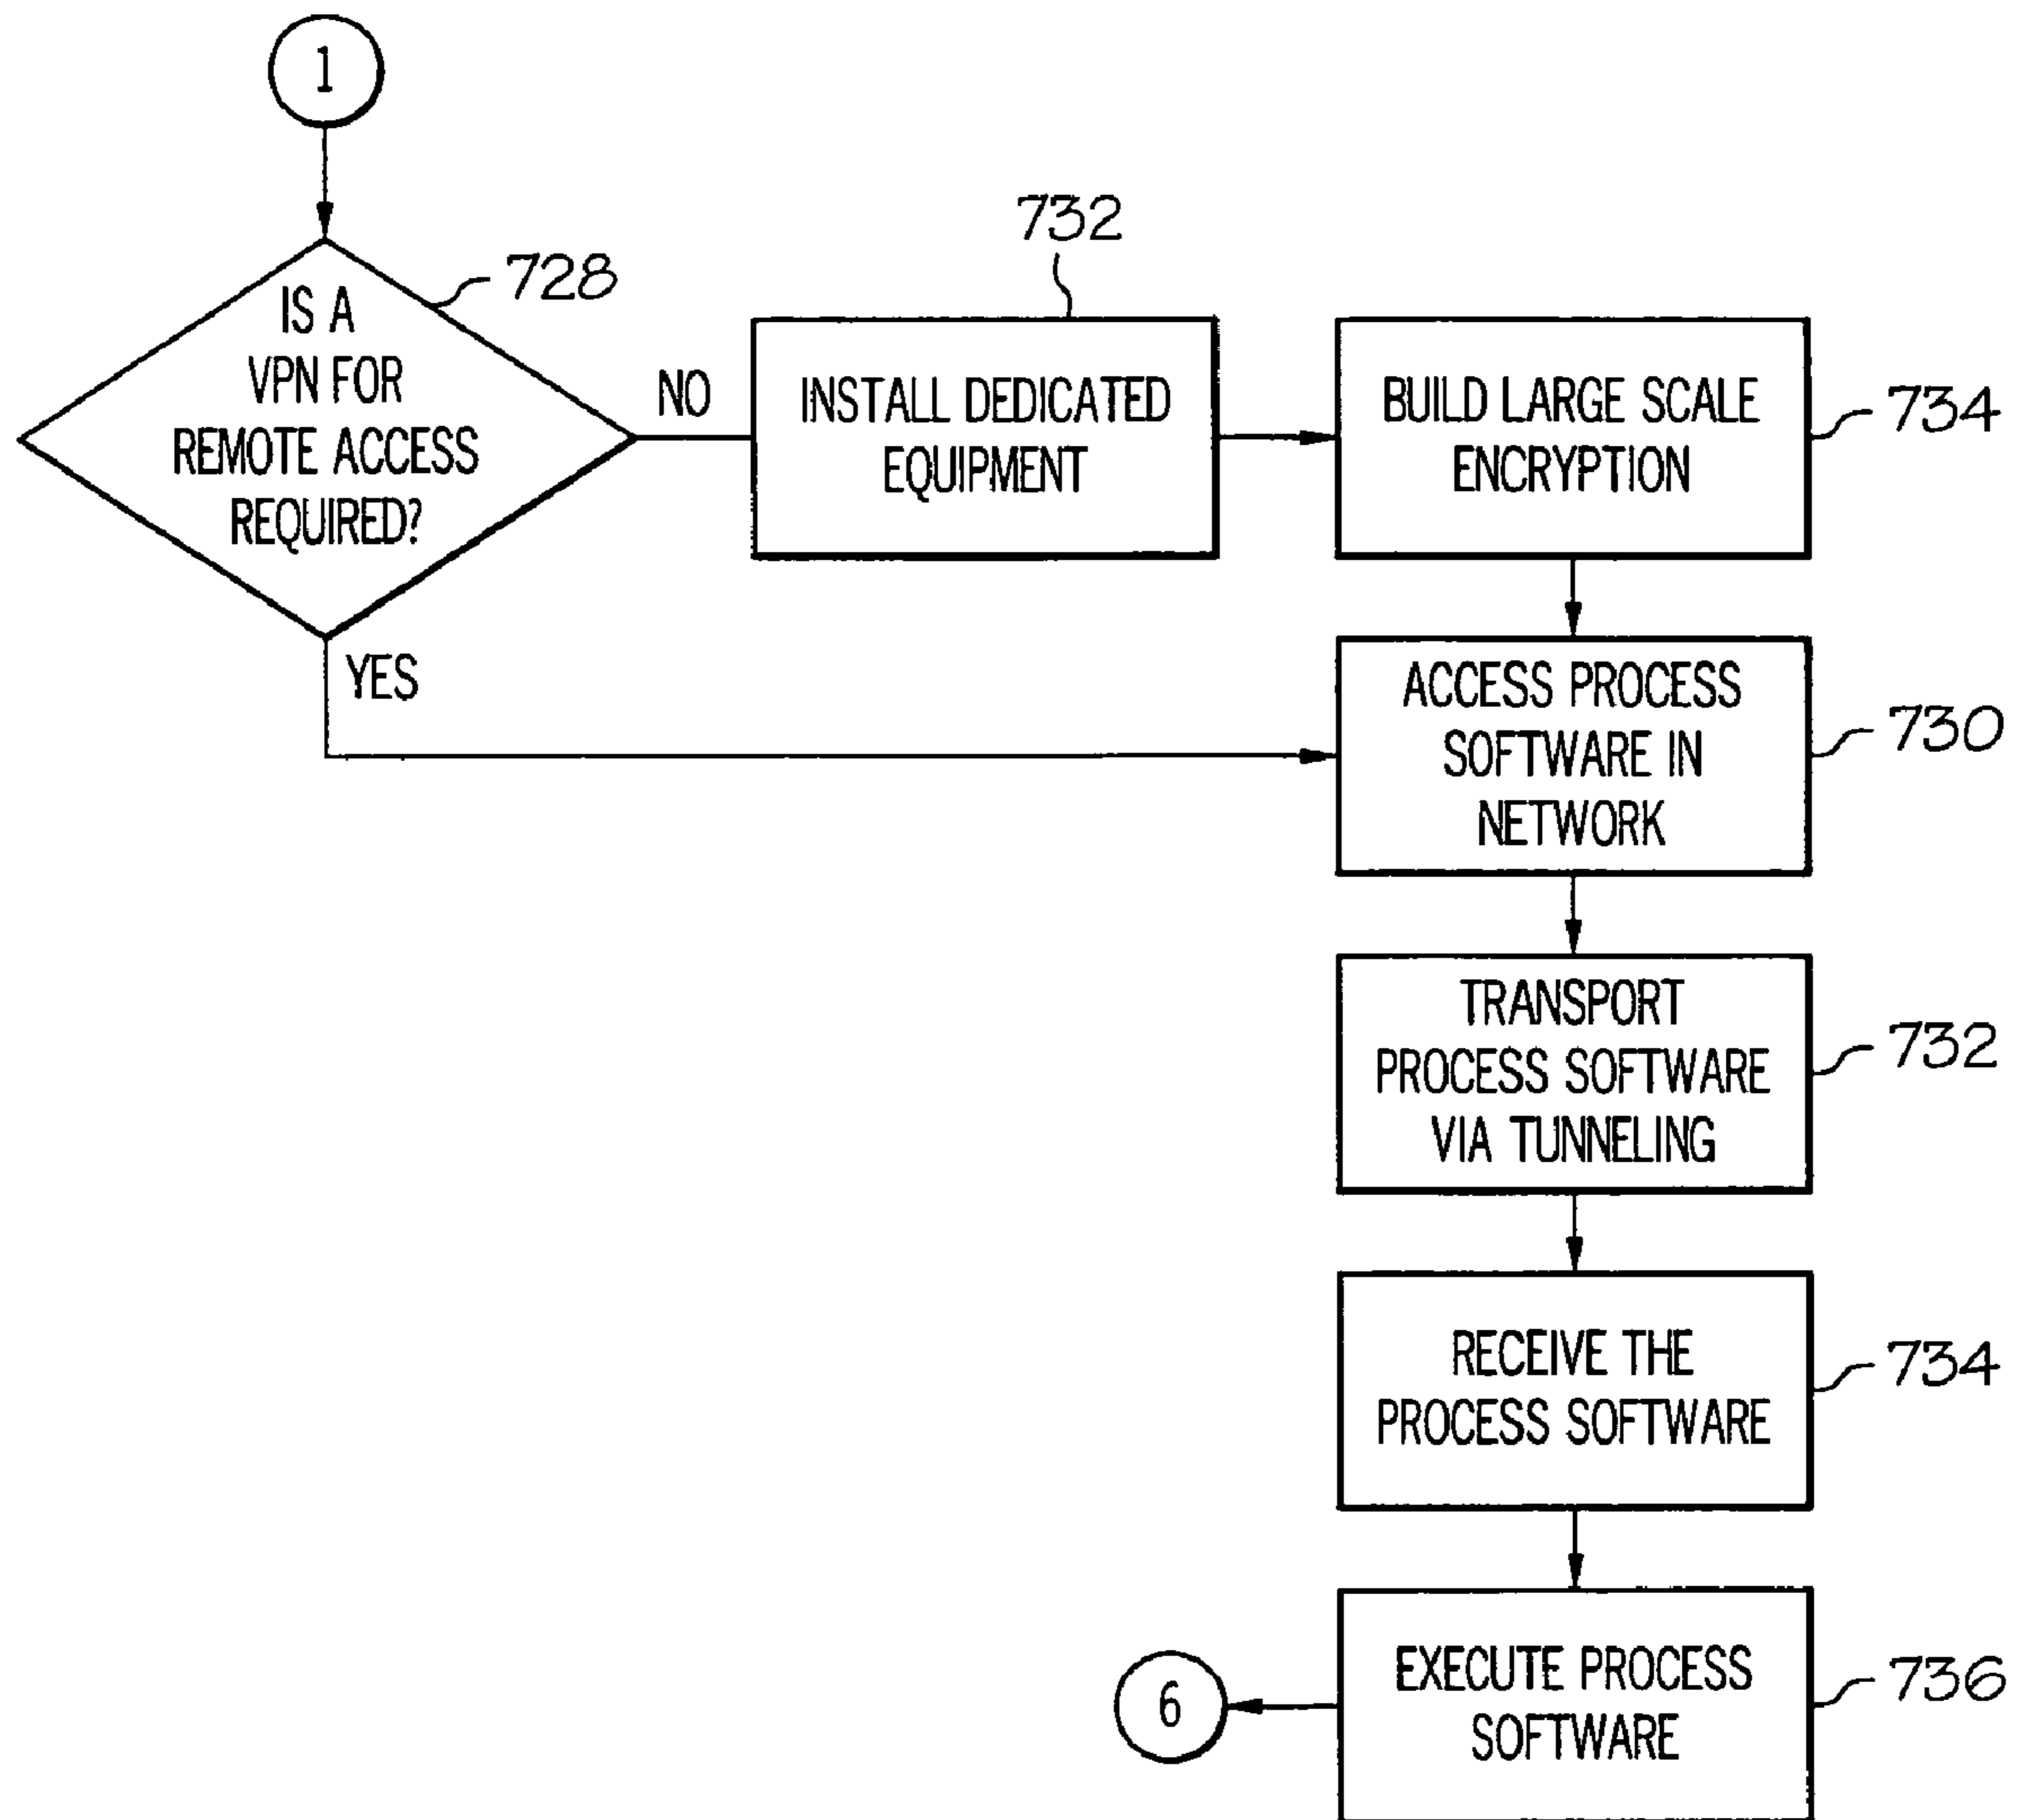 1
728
IS A
VPN FOR
REMOTE ACCESS
REQUIRED?
NO
YES
732
INSTALL DEDICATED
EQUIPMENT
BUILD LARGE SCALE
ENCRYPTION
734
ACCESS PROCESS
SOFTWARE IN
NETWORK
730
TRANSPORT
PROCESS SOFTWARE
VIA TUNNELING
732
RECEIVE THE
PROCESS SOFTWARE
734
EXECUTE PROCESS
SOFTWARE
736
6